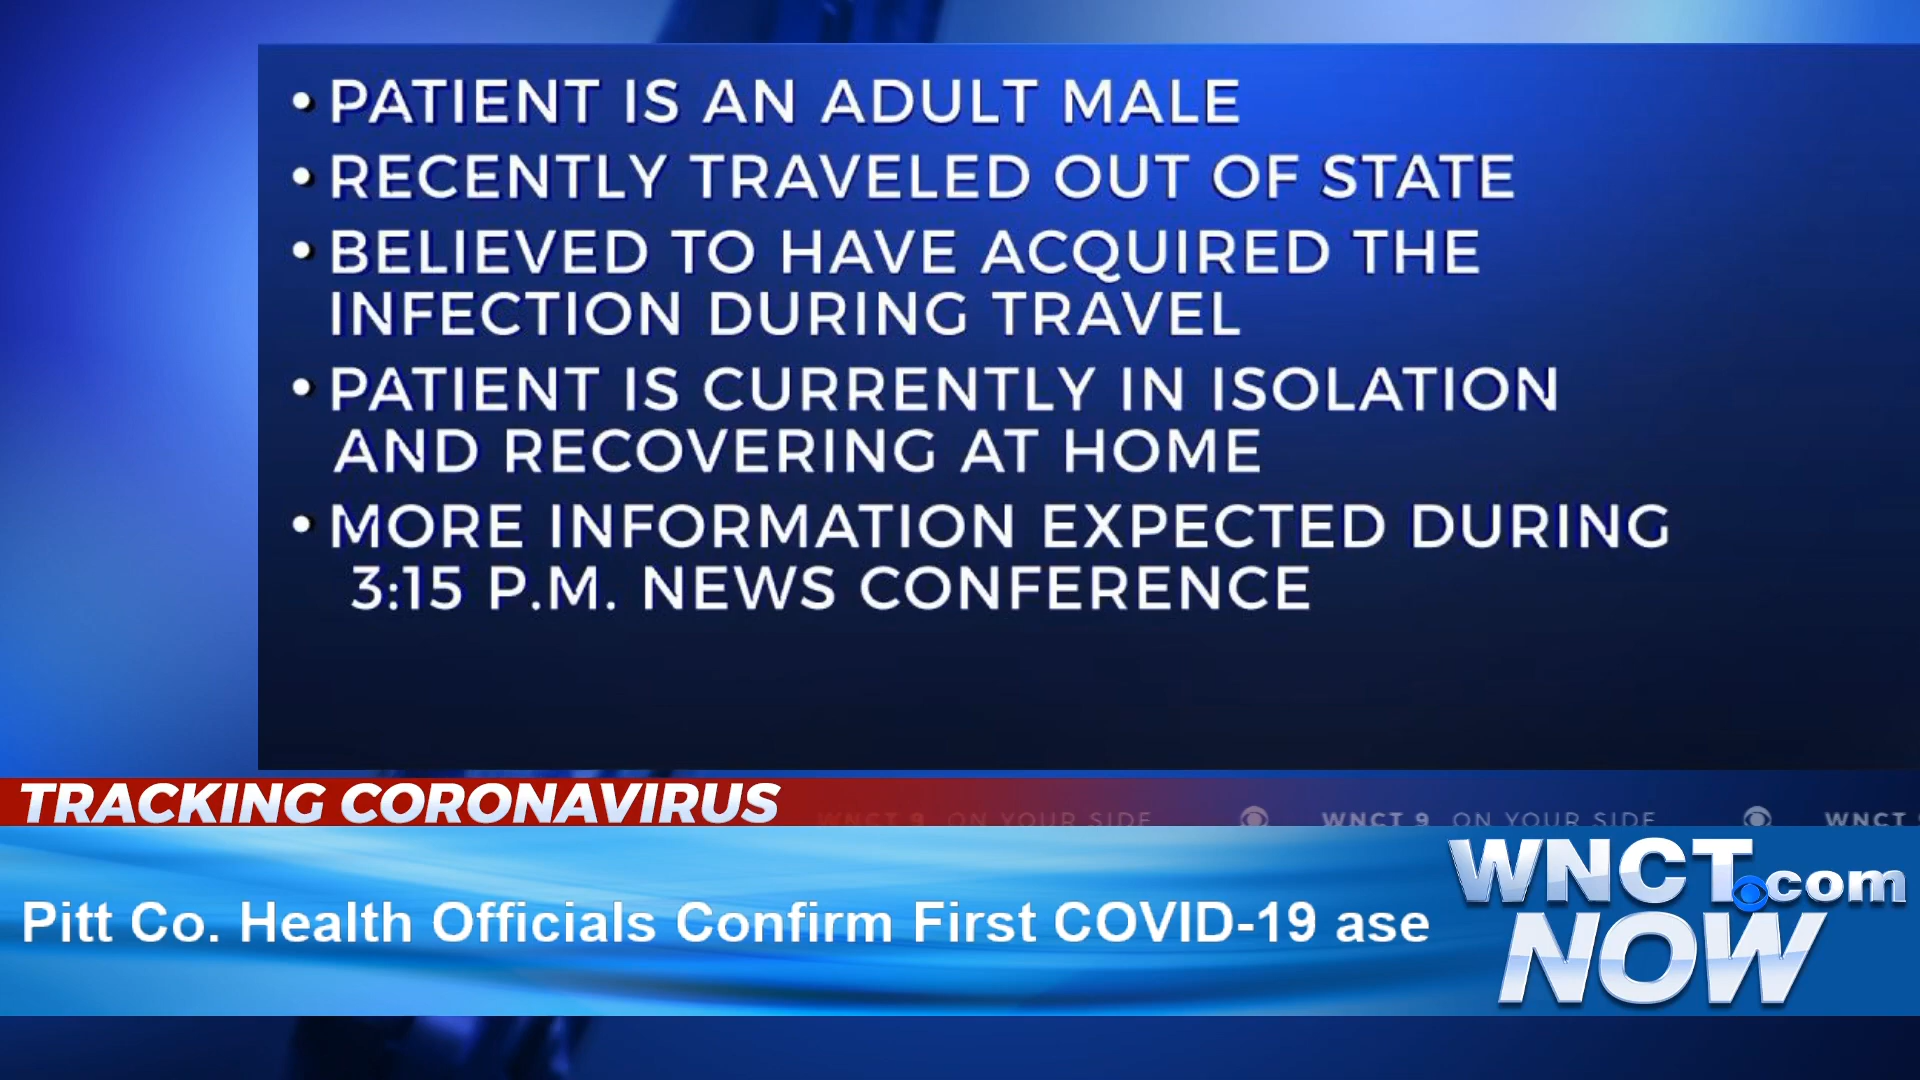 • PATIENT IS AN ADULT MALE
• RECENTLY TRAVELED OUT OF STATE
• BELIEVED TO HAVE ACQUIRED THE
INFECTION DURING TRAVEL
• PATIENT IS CURRENTLY IN ISOLATION
AND RECOVERING AT HOME
• MORE INFORMATION EXPECTED DURING
3:15 P.M. NEWS CONFERENCE
TRACKING CORONAVIRUS
WNCT 9 ON YOUR SIDE WNCT 9 ON YOUR SIDE WNCT
Pitt Co. Health Officials Confirm First COVID-19 ase
WNCT.com
NOW